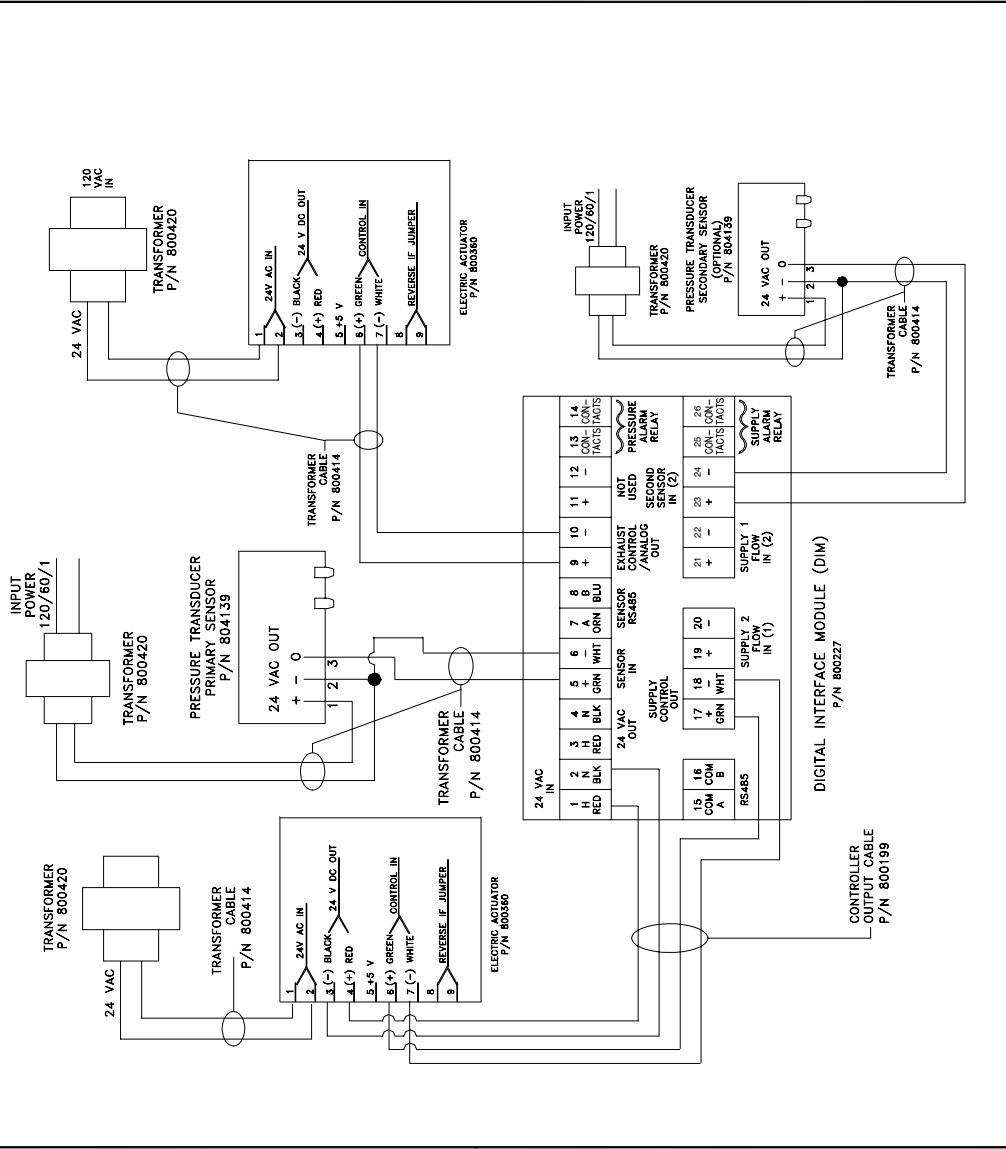 TRANSFORMER
P/N 800420
24 VAC
TRANSFORMER
CABLE
P/N 800414
1
2
3 (-) BLACK
4 (+) RED
5 +5 V
6 (+) GREEN
7 (-) WHITE
8
9
24V AC IN
24 V DC OUT
CONTROL IN
REVERSE IF JUMPER
ELECTRIC ACTUATOR
P/N 800360
INPUT
POWER
120/60/1
TRANSFORMER
P/N 800420
PRESSURE TRANSDUCER
PRIMARY SENSOR
P/N 804139
24 VAC OUT
+ - O
1 2 3
TRANSFORMER
CABLE
P/N 800414
120
VAC
IN
TRANSFORMER
P/N 800420
24 VAC
1
2
3 (-) BLACK
4 (+) RED
5 +5 V
6 (+) GREEN
7 (-) WHITE
8
9
24V AC IN
24 V DC OUT
CONTROL IN
REVERSE IF JUMPER
ELECTRIC ACTUATOR
P/N 800360
TRANSFORMER
CABLE
P/N 800414
INPUT
POWER
120/60/1
TRANSFORMER
P/N 800420
PRESSURE TRANSDUCER
SECONDARY SENSOR
(OPTIONAL)
P/N 804139
24 VAC OUT
+ - O
1 2 3
TRANSFORMER
CABLE
P/N 800414
24 VAC
IN
1 2 3 4 5 6 7 8 9 10 11 12 13 14
H N H N + - A B + - + - CON- CON-
RED BLK RED BLK GRN WHT ORN BLU TACTS TACTS
24 VAC
OUT
SENSOR
IN
SENSOR
RS485
EXHAUST
CONTROL
/ANALOG
OUT
NOT
USED
PRESSURE
ALARM
RELAY
SUPPLY
CONTROL
OUT
SECOND
SENSOR
IN (2)
15 16 17 18 19 20 21 22 23 24 25 26
COM COM + - + - + - + - CON- CON-
A B GRN WHT TACTS TACTS
RS485
SUPPLY 2
FLOW
IN (1)
SUPPLY 1
FLOW
IN (2)
SUPPLY
ALARM
RELAY
DIGITAL INTERFACE MODULE (DIM)
P/N 800227
CONTROLLER
OUTPUT CABLE
P/N 800199